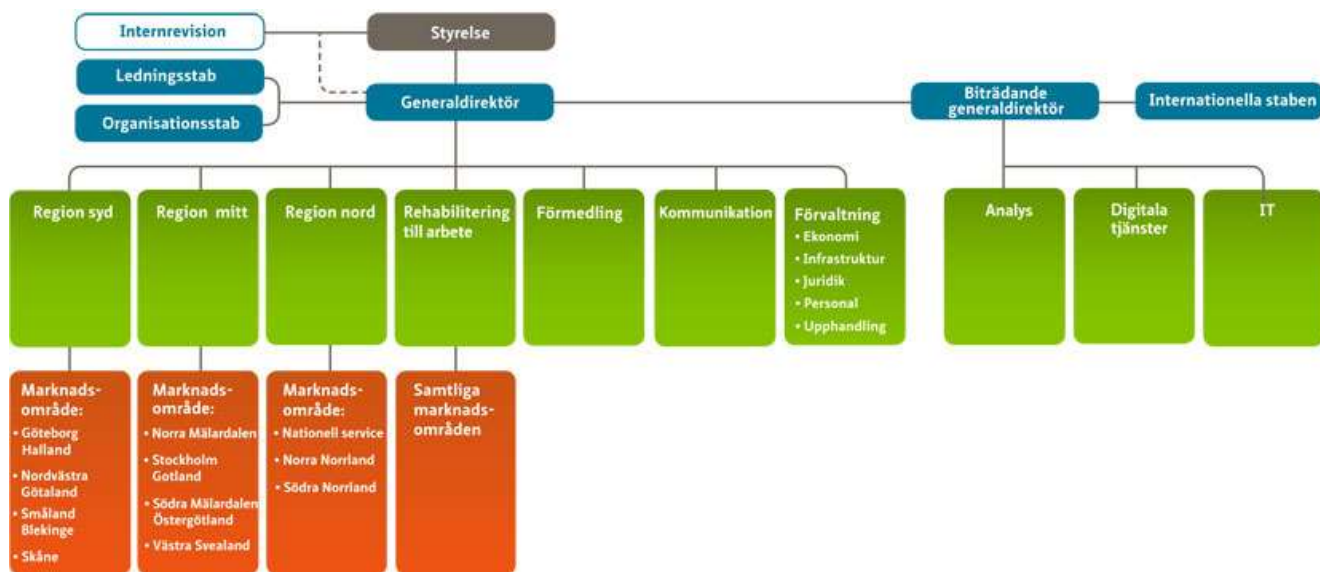 Internrevision
Styrelse
Ledningsstab
Organisationsstab
Generaldirektör
Biträdande
generaldirektör
Internationella staben
Region syd
Region mitt
Region nord
Rehabilitering
till arbete
Förmedling
Kommunikation
Förvaltning
• Ekonomi
• Infrastruktur
• Juridik
• Personal
• Upphandling
Analys
Digitala
tjänster
IT
Marknads-
område:
• Göteborg
Halland
• Nordvästra
Götaland
• Småland
Blekinge
• Skåne
Marknads-
område:
• Norra Mälardalen
• Stockholm
Gotland
• Södra Mälardalen
Östergötland
• Västra Svealand
Marknads-
område:
• Nationell service
• Norra Norrland
• Södra Norrland
Samtliga
marknads-
områden